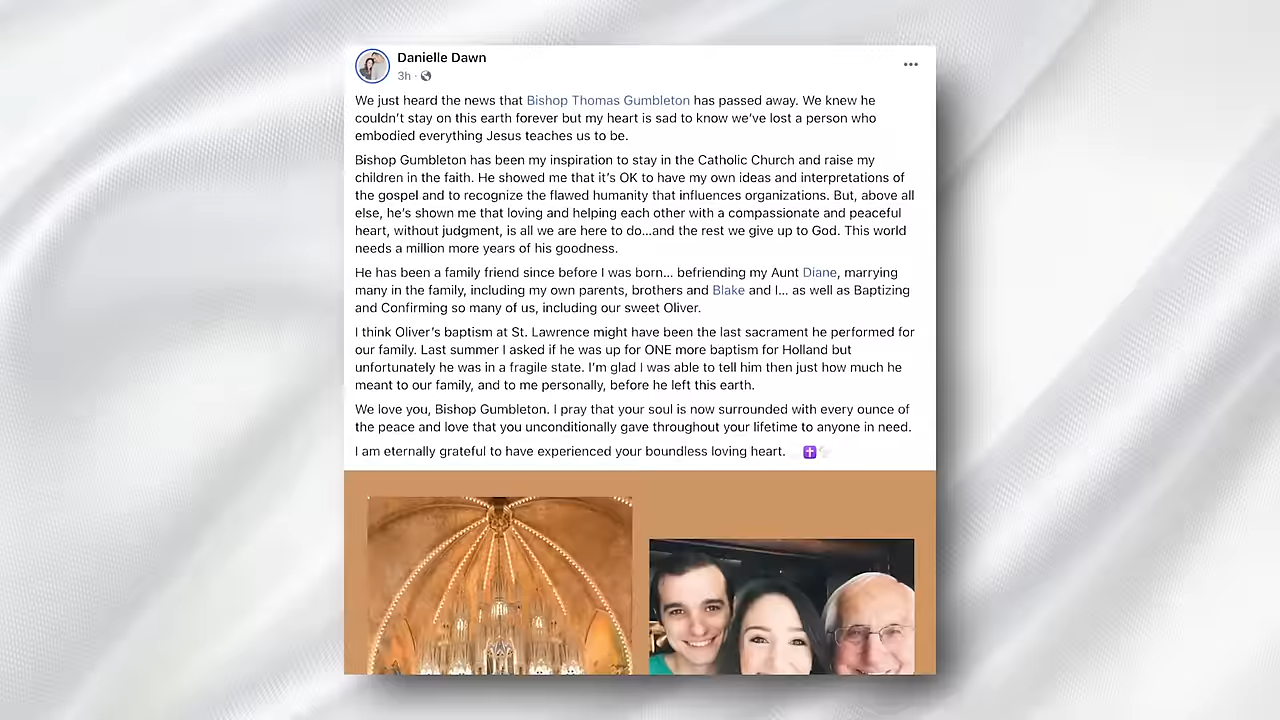 Danielle Dawn
3h ·
We just heard the news that Bishop Thomas Gumbleton has passed away. We knew he
couldn't stay on this earth forever but my heart is sad to know we've lost a person who
embodied everything Jesus teaches us to be.
Bishop Gumbleton has been my inspiration to stay in the Catholic Church and raise my
children in the faith. He showed me that it's OK to have my own ideas and interpretations of
the gospel and to recognize the flawed humanity that influences organizations. But, above all
else, he's shown me that loving and helping each other with a compassionate and peaceful
heart, without judgment, is all we are here to do...and the rest we give up to God. This world
needs a million more years of his goodness.
He has been a family friend since before I was born... befriending my Aunt Diane, marrying
many in the family, including my own parents, brothers and Blake and I... as well as Baptizing
and Confirming so many of us, including our sweet Oliver.
I think Oliver's baptism at St. Lawrence might have been the last sacrament he performed for
our family. Last summer I asked if he was up for ONE more baptism for Holland but
unfortunately he was in a fragile state. I'm glad I was able to tell him then just how much he
meant to our family, and to me personally, before he left this earth.
We love you, Bishop Gumbleton. I pray that your soul is now surrounded with every ounce of
the peace and love that you unconditionally gave throughout your lifetime to anyone in need.
I am eternally grateful to have experienced your boundless loving heart. ✝️🕊️